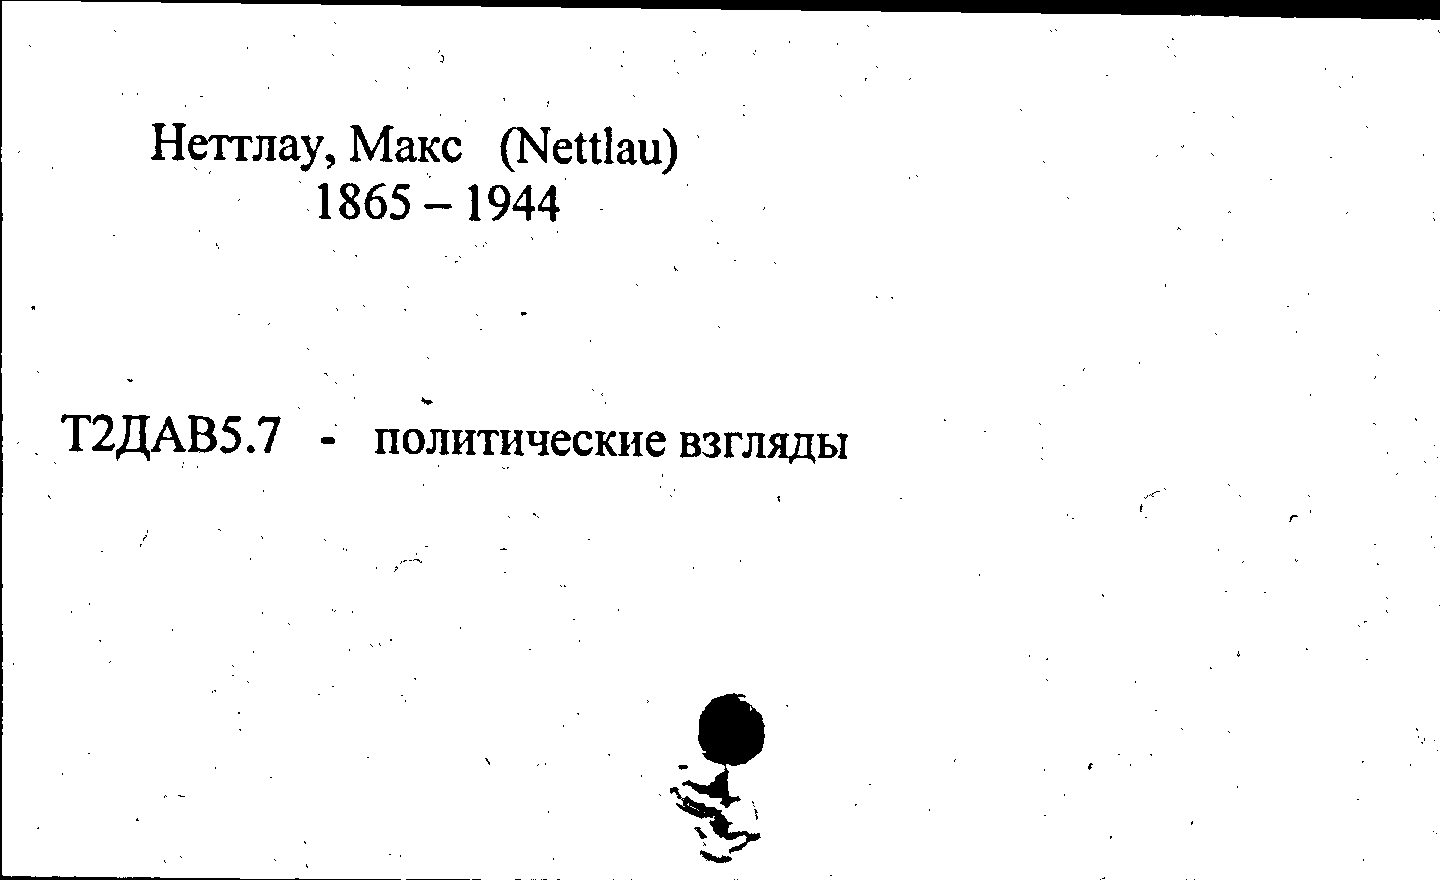 Неттлау, Макс (Nettlau)
1865 – 1944
Т2ДАВ5.7 - политические взгляды